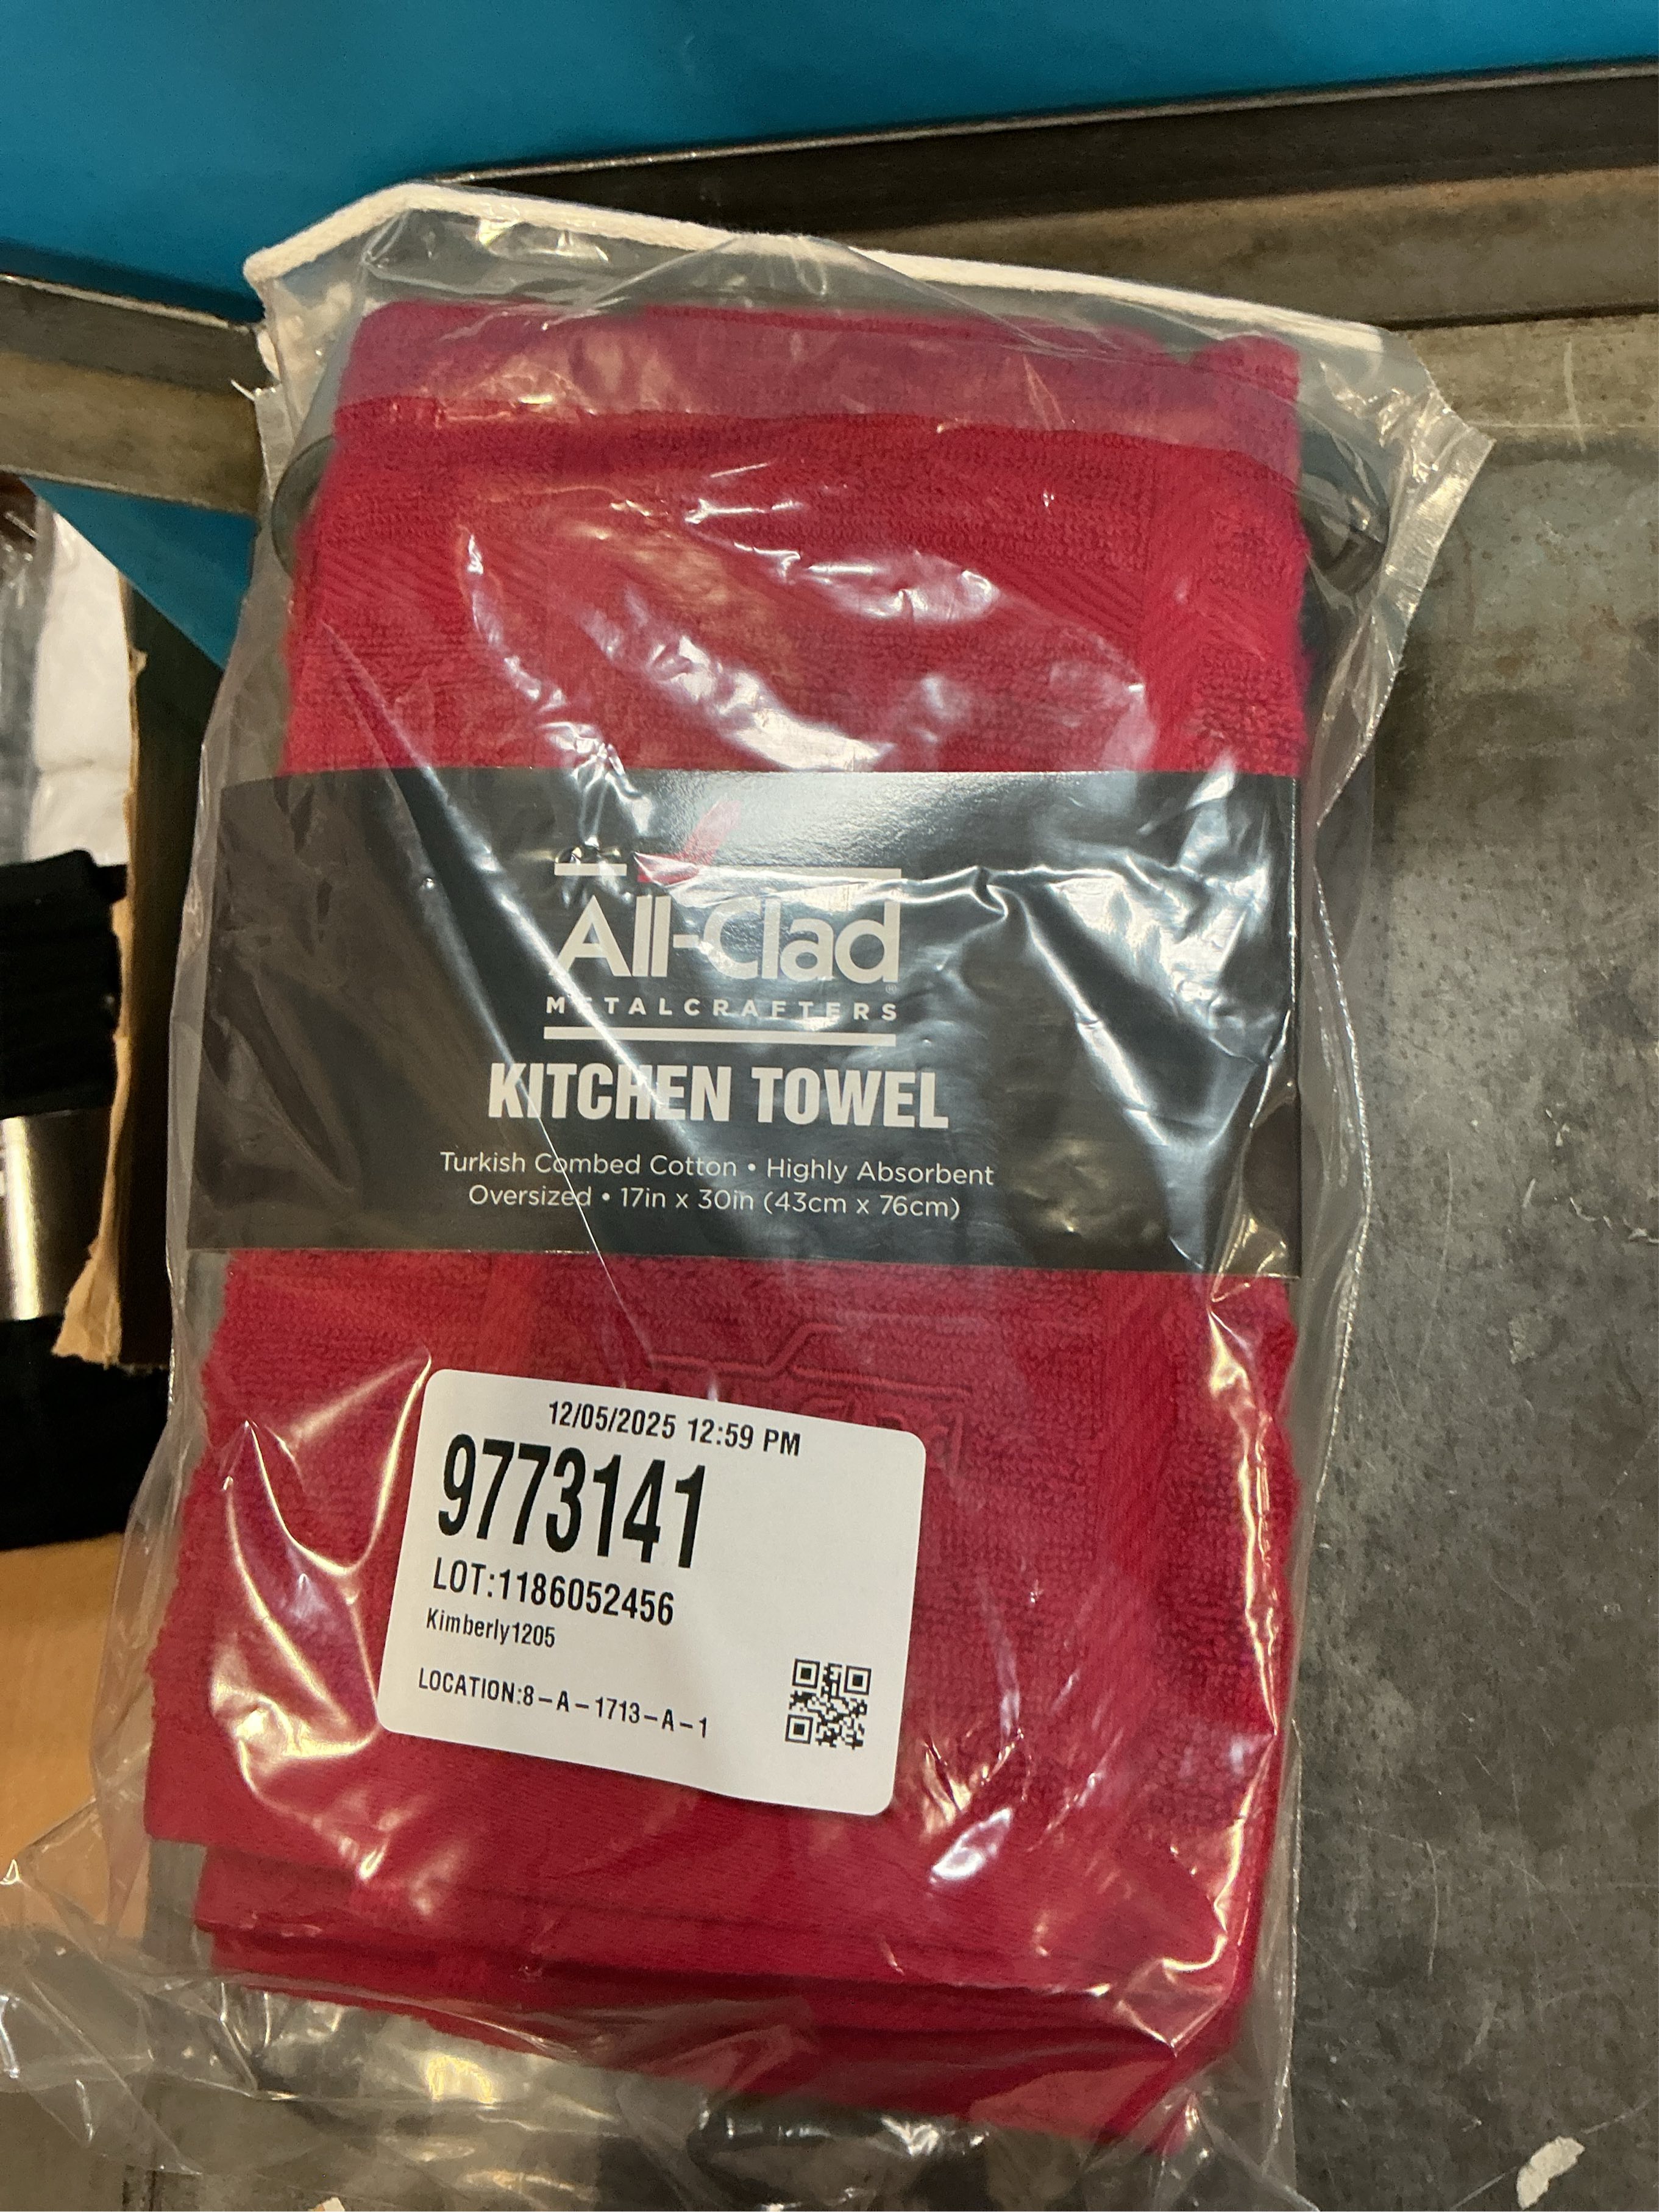 All-Clad®
METALCRAFTERS
KITCHEN TOWEL
Turkish Combed Cotton • Highly Absorbent
Oversized • 17in x 30in (43cm x 76cm)
12/05/2025 12:59 PM
9773141
LOT:1186052456
Kimberly1205
LOCATION:8-A-1713-A-1